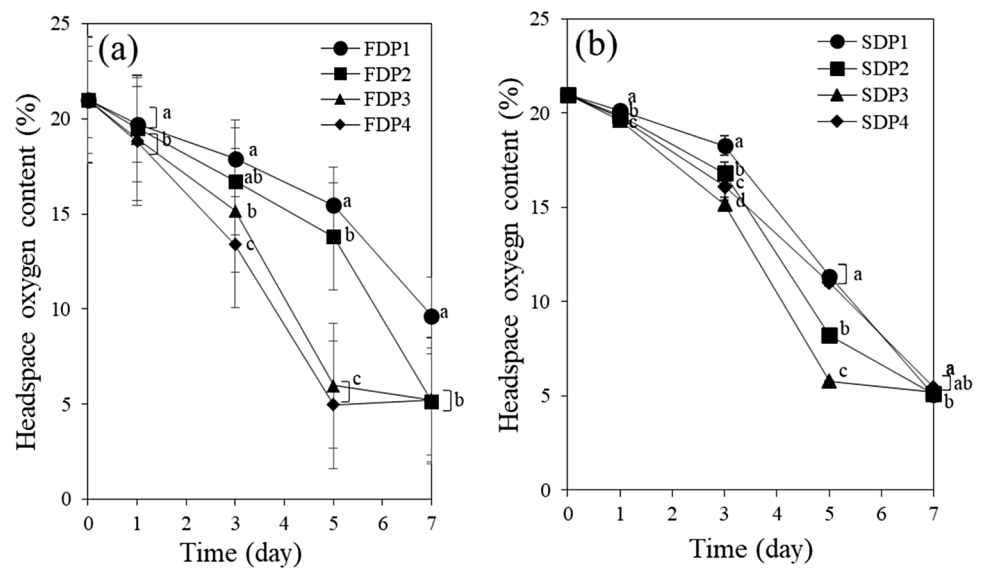 (a)
FDP1
FDP2
FDP3
FDP4
Headspace oxygen content (%)
25
20
15
10
5
0
a
b
a
ab
b
c
a
b
c
a
b
0 1 2 3 4 5 6 7
Time (day)
(b)
SDP1
SDP2
SDP3
SDP4
Headspace oxyegn content (%)
25
20
15
10
5
0
a
b
c
a
b
c
d
a
b
c
a
ab
b
0 1 2 3 4 5 6 7
Time (day)